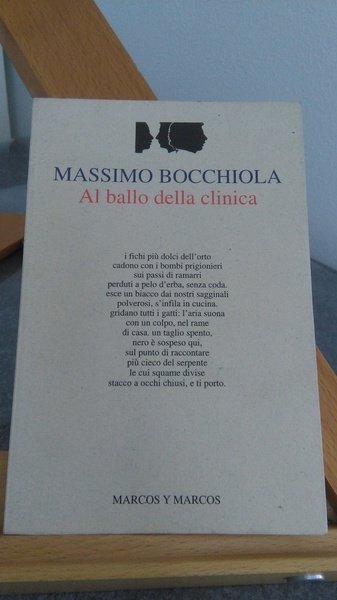 MASSIMO BOCCHIOLA
Al ballo della clinica
i fichi più dolci dell'orto
cadono con i bombi prigionieri
sui passi di ramarri
perduti a pelo d'erba, senza coda.
esce un biacco dai nostri sagginali
polverosi, s'infila in cucina.
gridano tutti i gatti: l'aria suona
con un colpo, nel rame
di casa. un taglio spento,
nero è sospeso qui,
sul punto di raccontare
più cieco del serpente
le cui squame divise
stacco a occhi chiusi, e ti porto.
MARCOS Y MARCOS